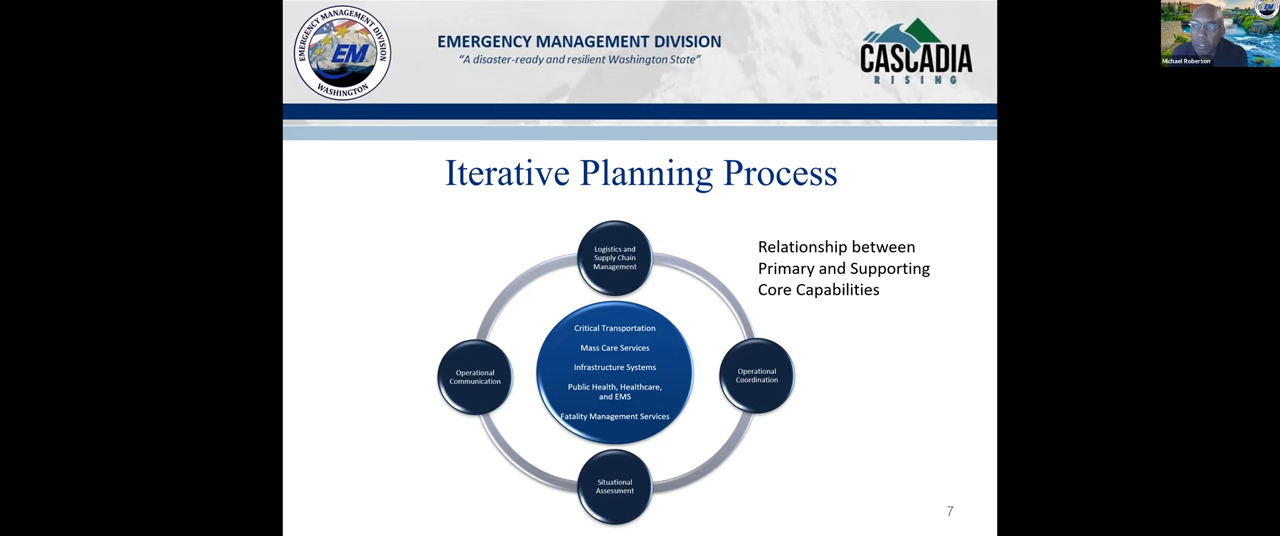 EMERGENCY MANAGEMENT DIVISION
WASHINGTON
EM
EMERGENCY MANAGEMENT DIVISION
"A disaster-ready and resilient Washington State"
CASCADIA
RISING
Michael Roberson
Iterative Planning Process
Logistics and
Supply Chain
Management
Relationship between
Primary and Supporting
Core Capabilities
Critical Transportation
Mass Care Services
Infrastructure Systems
Public Health, Healthcare,
and EMS
Fatality Management Services
Operational
Communication
Operational
Coordination
Situational
Assessment
7